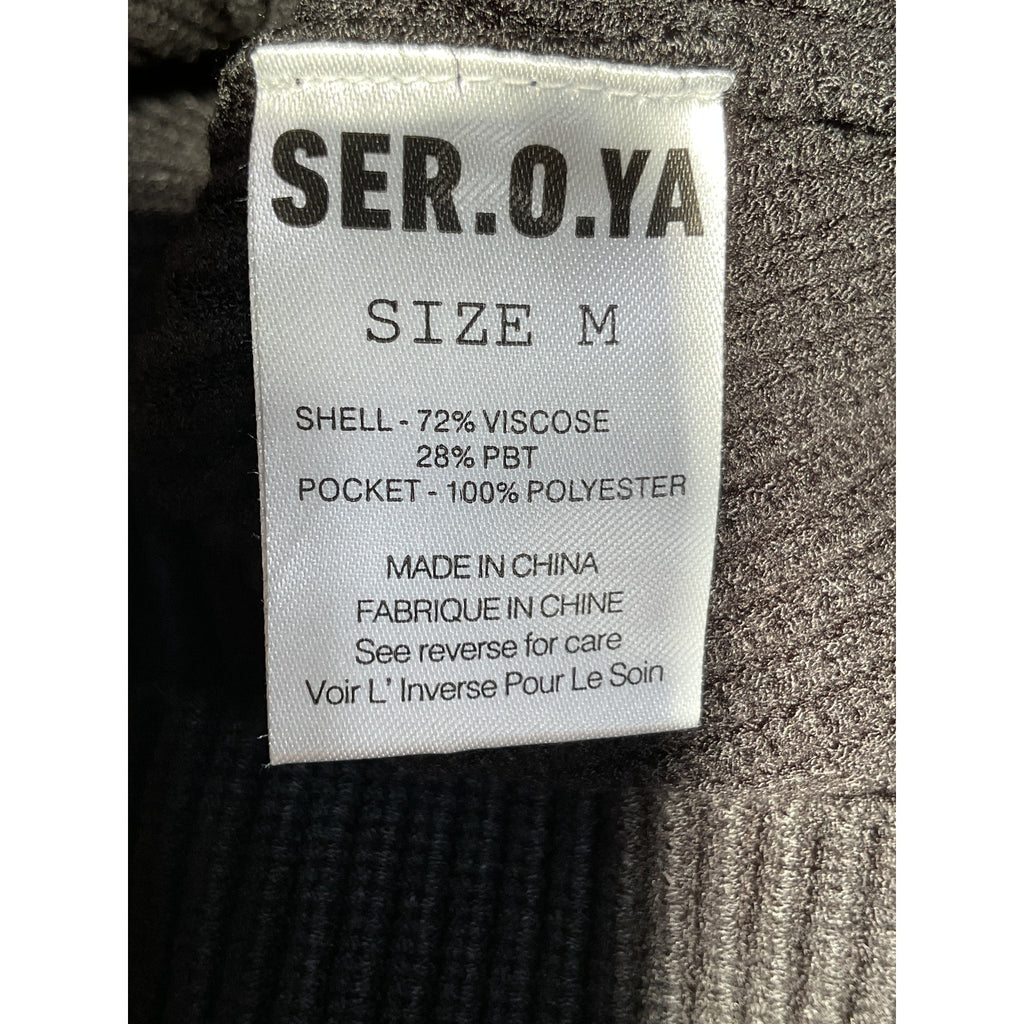 SER.O.YA
SIZE M
SHELL - 72% VISCOSE
28% PBT
POCKET - 100% POLYESTER
MADE IN CHINA
FABRIQUE IN CHINE
See reverse for care
Voir L' Inverse Pour Le Soin